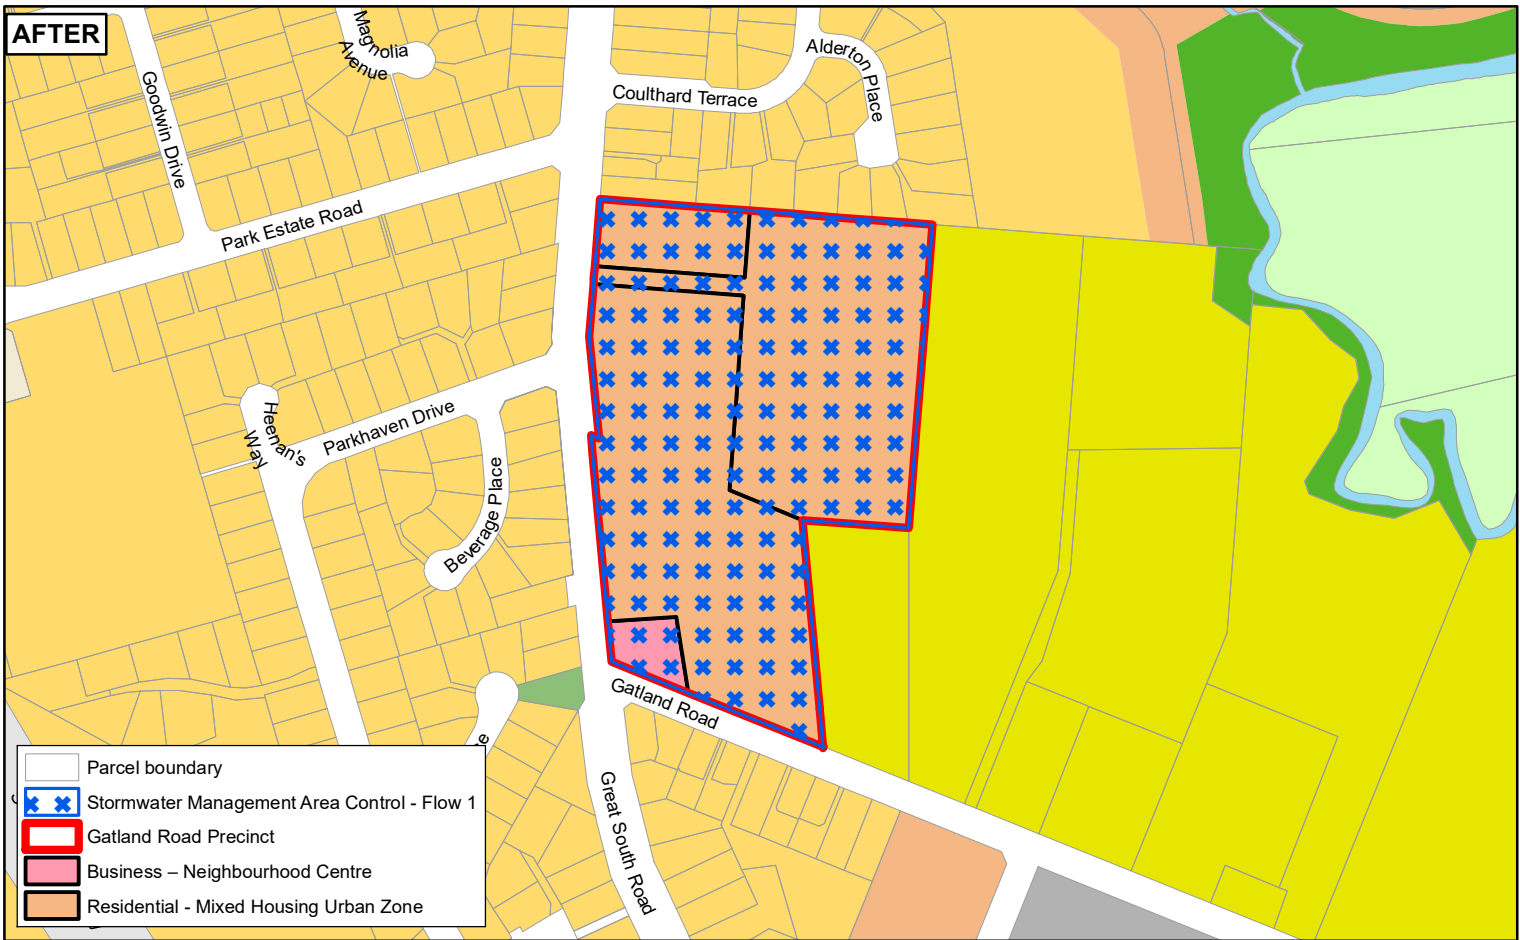 AFTER
Magnolia
Avenue
Goodwin Drive
Alderton Place
Coulthard Terrace
Park Estate Road
Heenan's
Way
Parkhaven Drive
Beverage Place
Gatland Road
Great South Road
Parcel boundary
Stormwater Management Area Control - Flow 1
Gatland Road Precinct
Business – Neighbourhood Centre
Residential - Mixed Housing Urban Zone